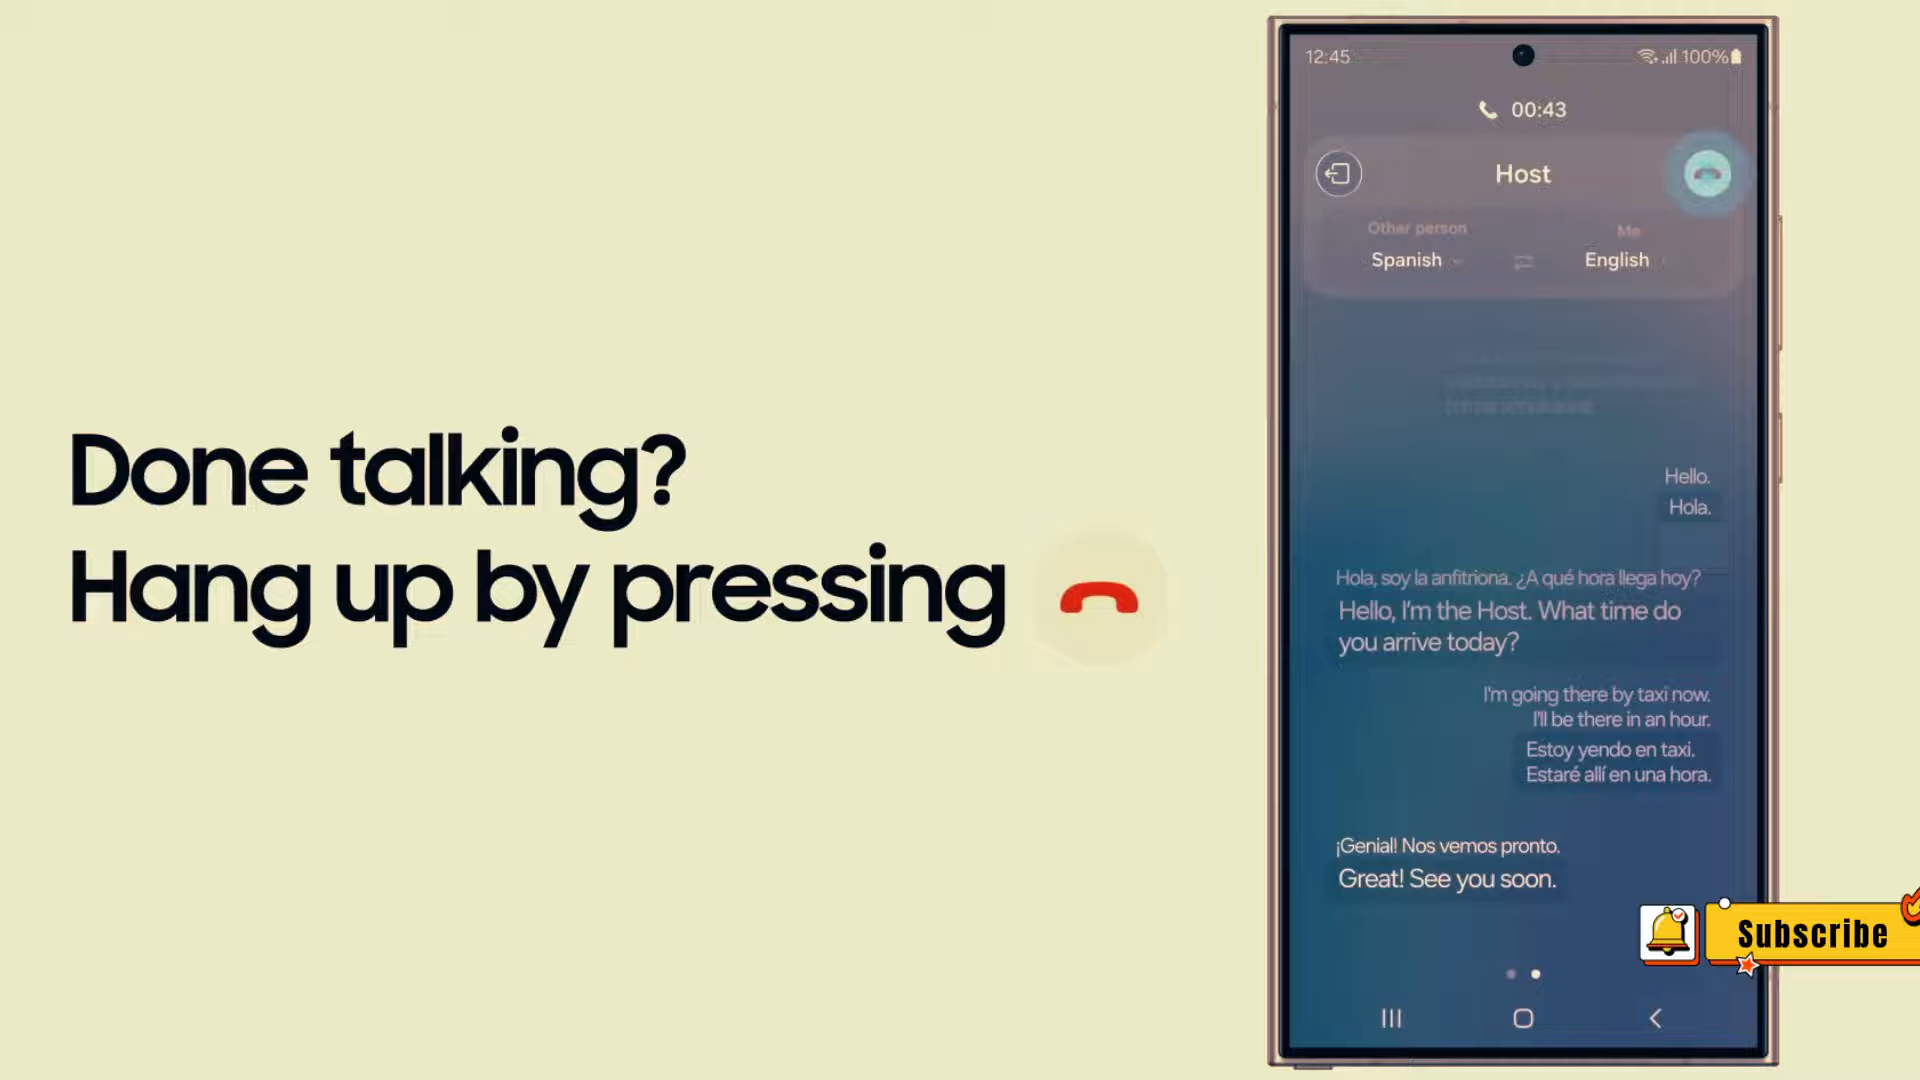 Done talking?
Hang up by pressing
12:45
100%
00:43
Host
Other person
Me
Spanish
English
Hello.
Hola.
Hola, soy la anfitriona. ¿A qué hora llega hoy?
Hello, I'm the Host. What time do
you arrive today?
I'm going there by taxi now.
I'll be there in an hour.
Estoy yendo en taxi.
Estaré allí en una hora.
¡Genial! Nos vemos pronto.
Great! See you soon.
Subscribe